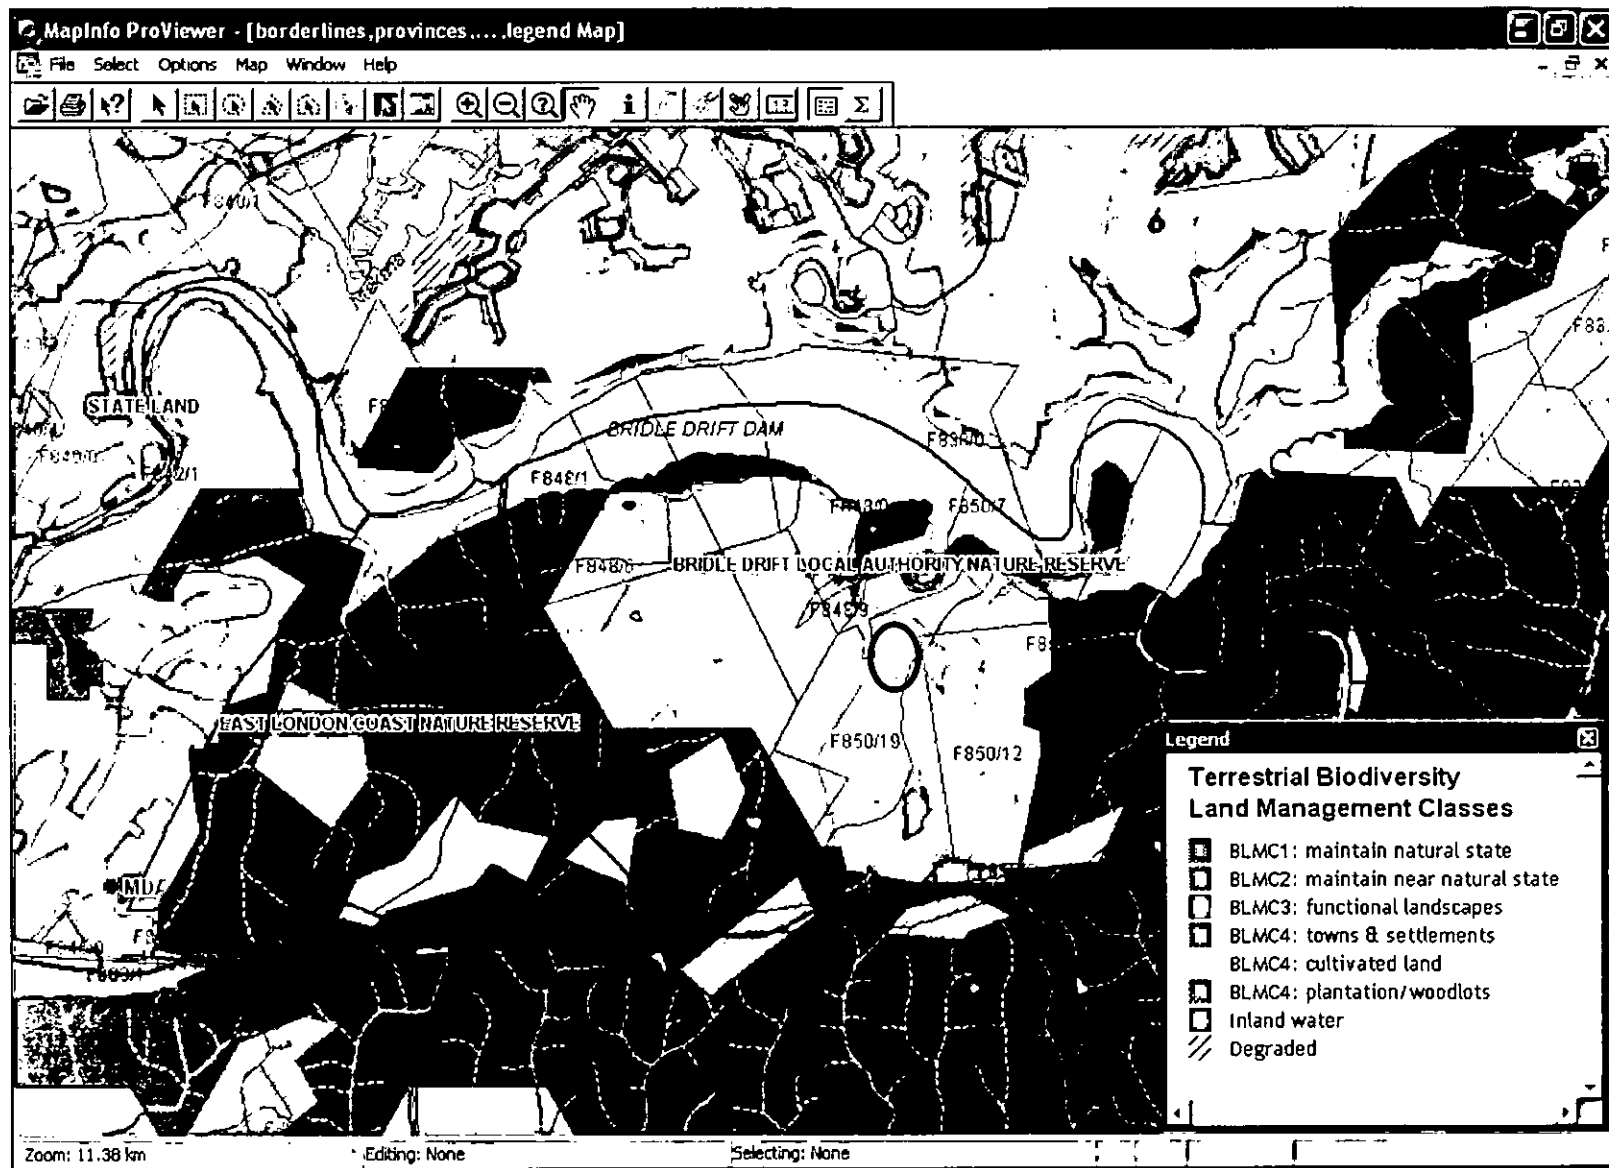 MapInfo ProViewer - [borderlines,provinces,....legend Map]
File Select Options Map Window Help
F840/1
STATE LAND
BRIDLE DRIFT DAM
F848/1
F850/7
F848/6
BRIDLE DRIFT LOCAL AUTHORITY NATURE RESERVE
F848/9
EAST LONDON COAST NATURE RESERVE
F850/19
F850/12
Legend
Terrestrial Biodiversity
Land Management Classes
BLMC1: maintain natural state
BLMC2: maintain near natural state
BLMC3: functional landscapes
BLMC4: towns & settlements
BLMC4: cultivated land
BLMC4: plantation/woodlots
Inland water
Degraded
Zoom: 11.38 km Editing: None Selecting: None